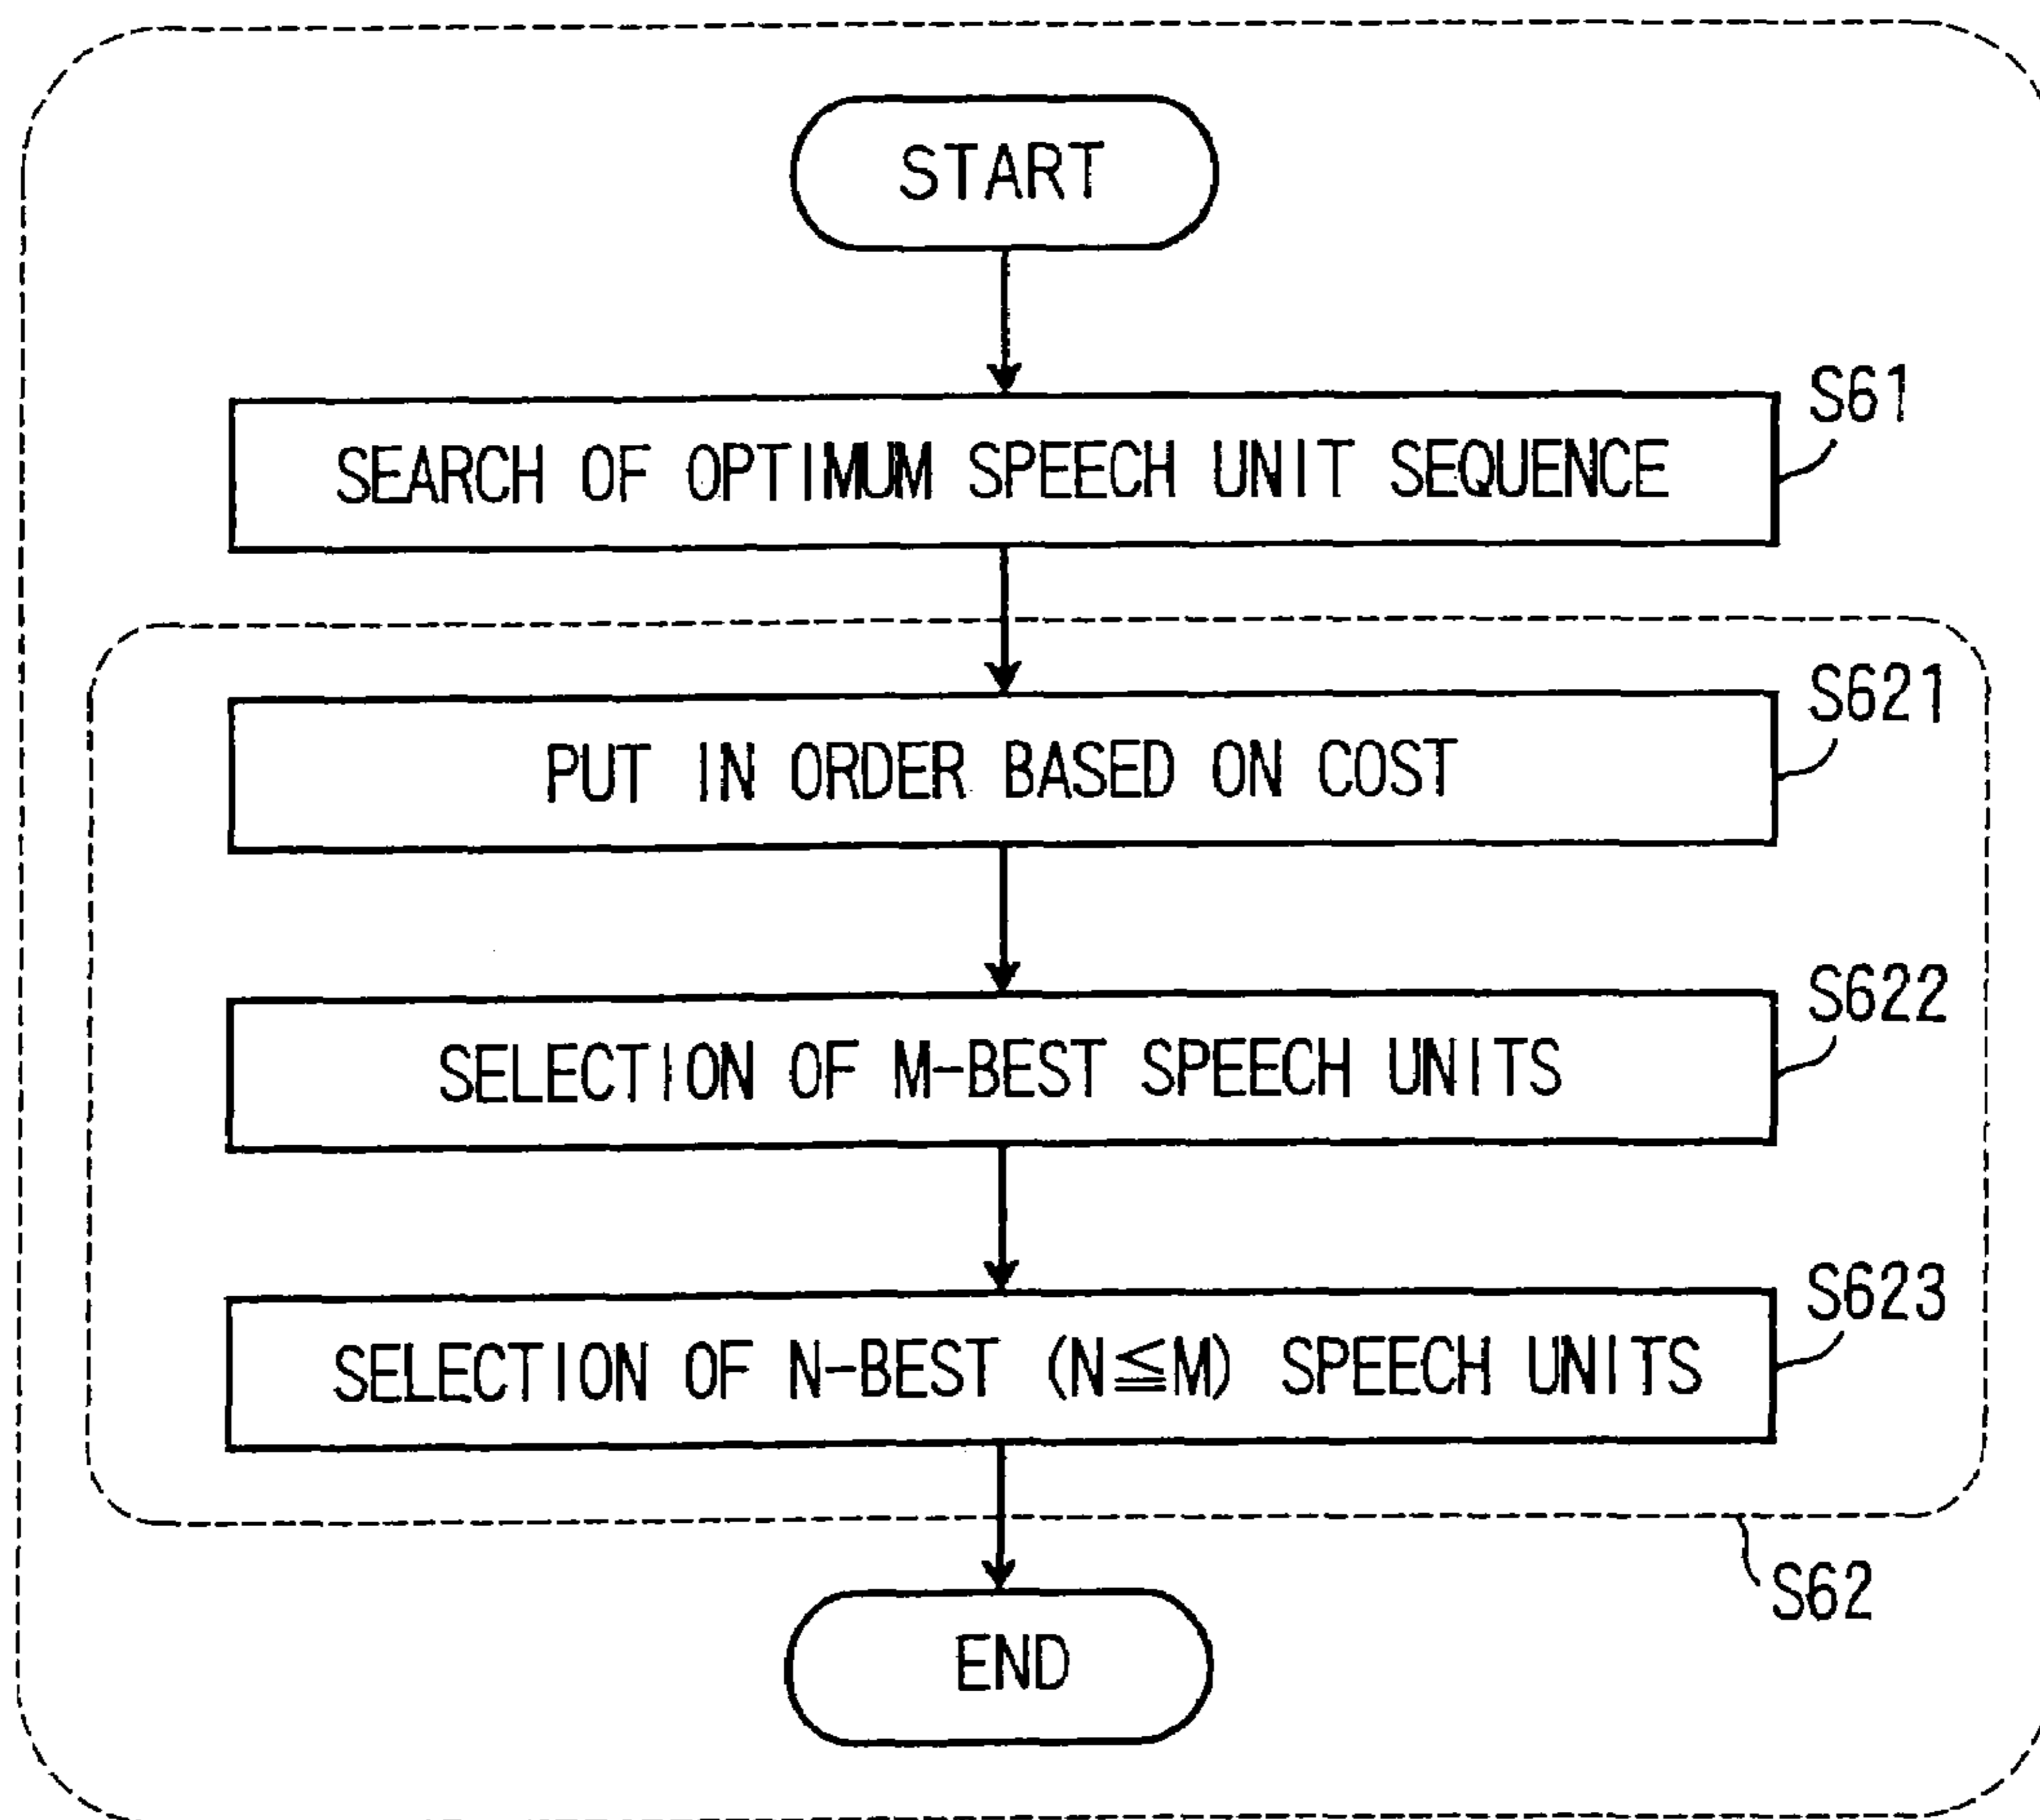 START
S61
SEARCH OF OPTIMUM SPEECH UNIT SEQUENCE
S621
PUT IN ORDER BASED ON COST
S622
SELECTION OF M-BEST SPEECH UNITS
S623
SELECTION OF N-BEST (N≦M) SPEECH UNITS
S62
END